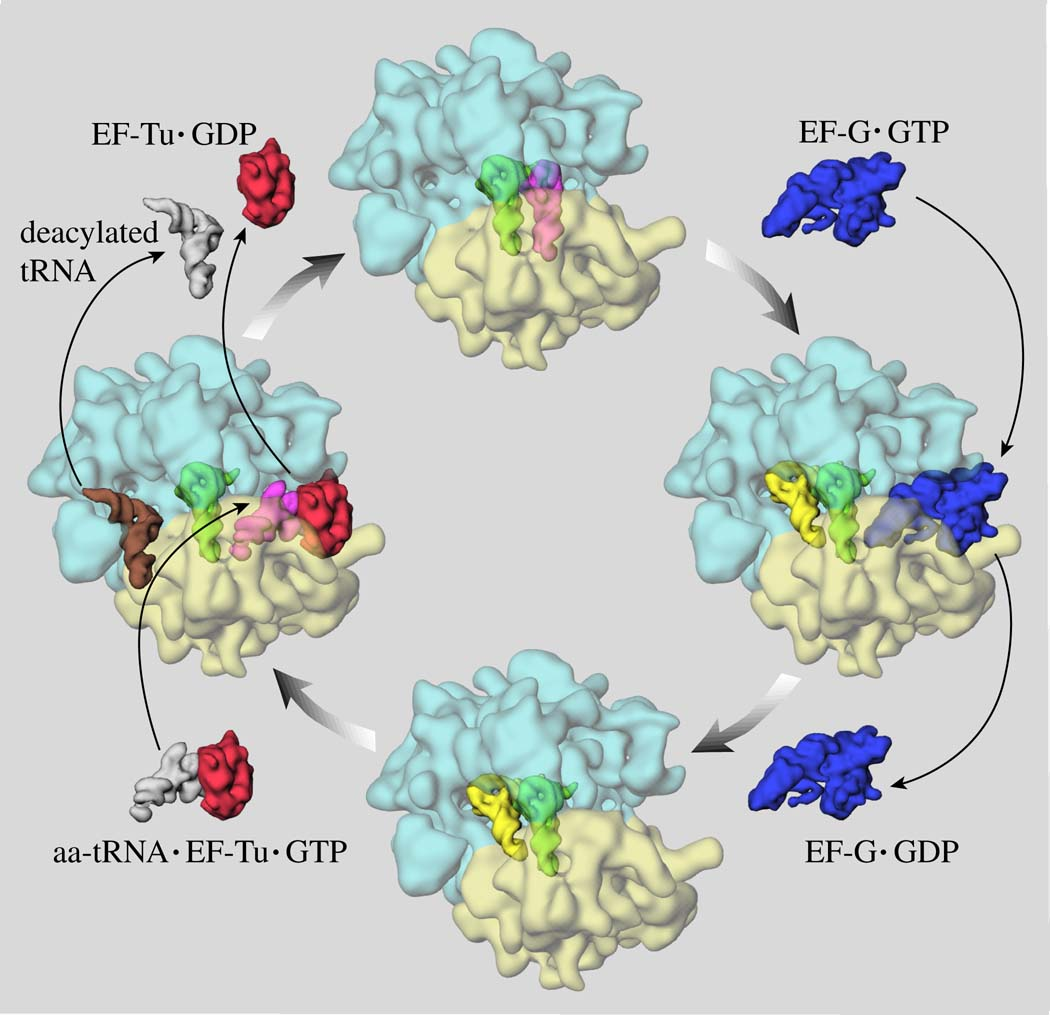 EF-Tu· GDP
EF-G· GTP
deacylated
tRNA
aa-tRNA· EF-Tu· GTP
EF-G· GDP